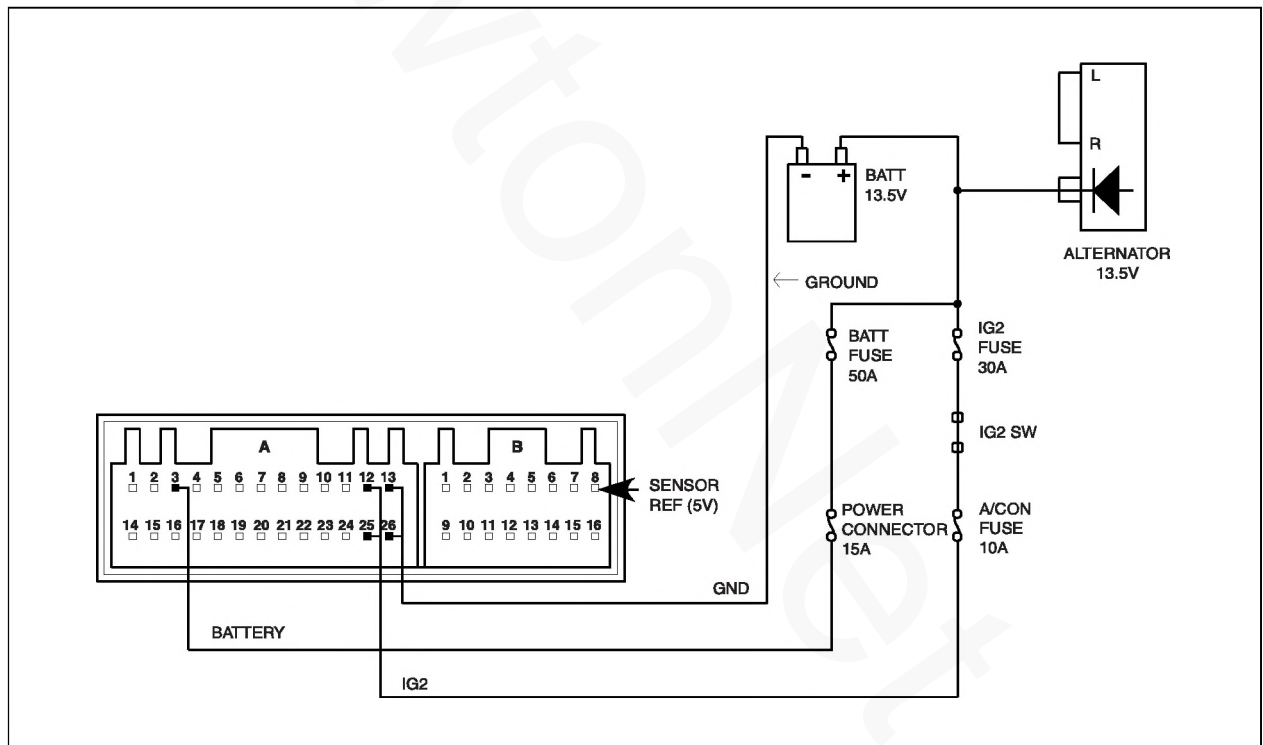 L
R
- +
BATT
13.5V
ALTERNATOR
13.5V
GROUND
BATT
FUSE
50A
IG2
FUSE
30A
IG2 SW
A B
1 2 3 4 5 6 7 8 9 10 11 12 13
1 2 3 4 5 6 7 8
SENSOR
REF (5V)
14 15 16 17 18 19 20 21 22 23 24 25 26
9 10 11 12 13 14 15 16
POWER
CONNECTOR
15A
A/CON
FUSE
10A
GND
BATTERY
IG2